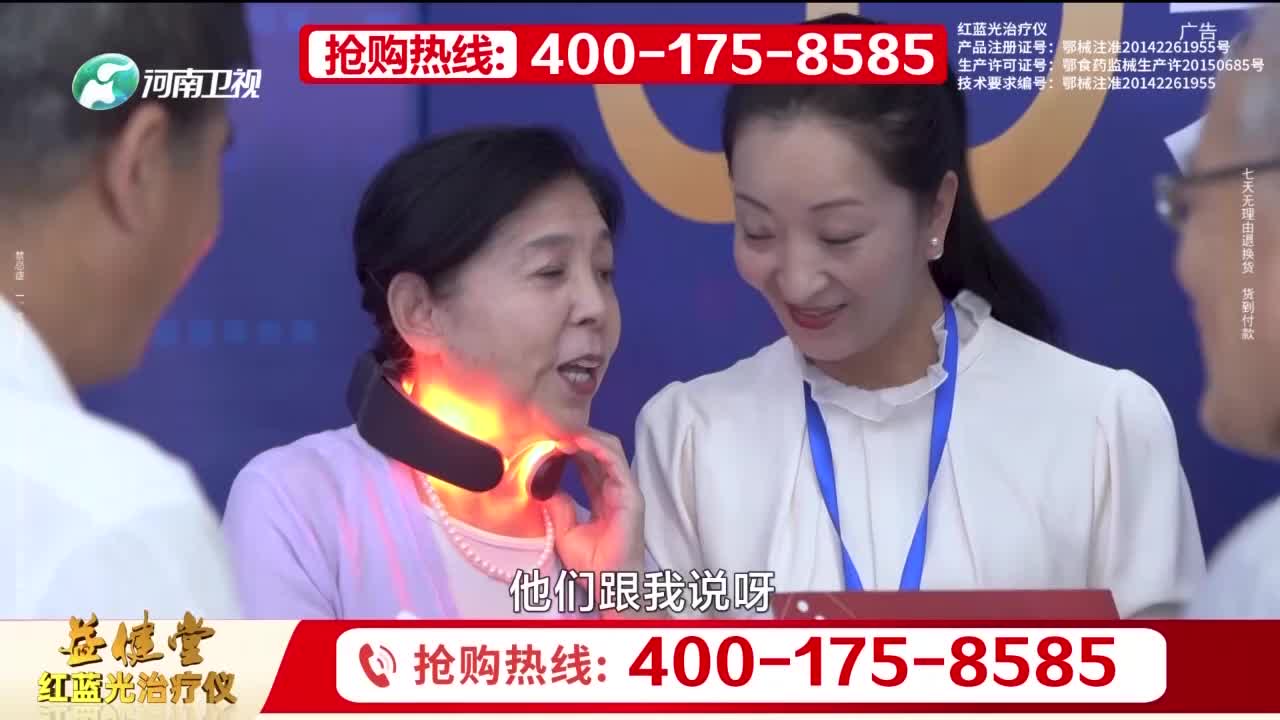 抢购热线: 400-175-8585
红蓝光治疗仪
广告
产品注册证号：鄂械注准20142261955号
生产许可证号：鄂食药监械生产许20150685号
技术要求编号：鄂械注准20142261955
河南卫视
七天无理由退换货 货到付款
禁忌症 一
他们跟我说呀
益健堂
红蓝光治疗仪
抢购热线: 400-175-8585